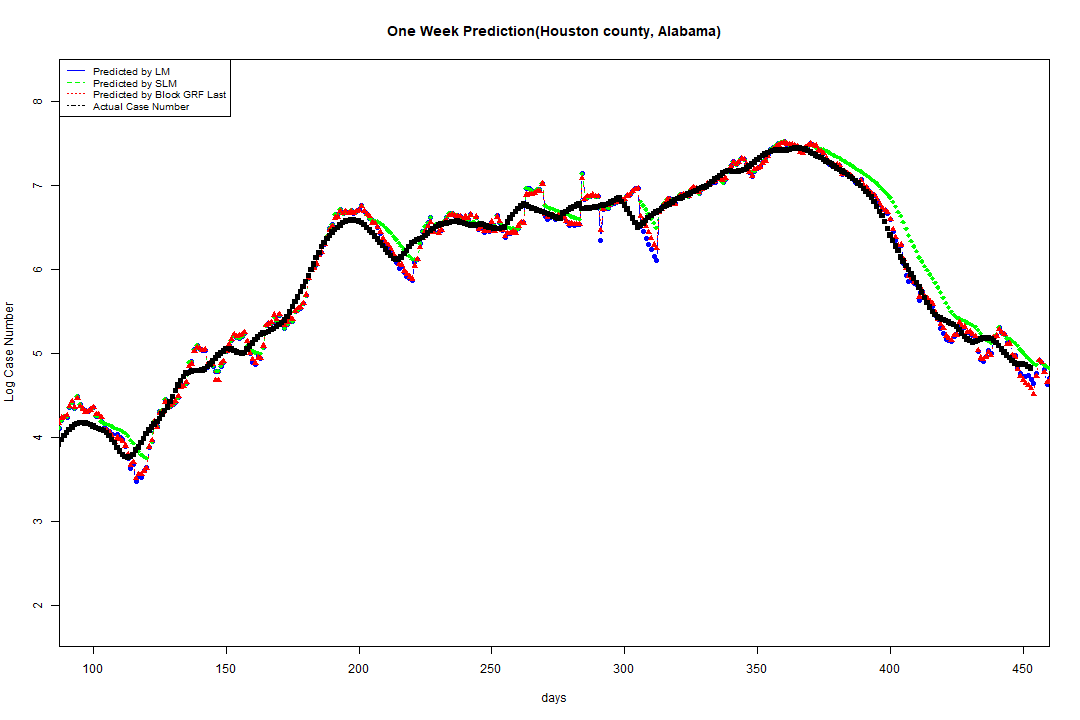 One Week Prediction(Houston county, Alabama)
Predicted by LM
Predicted by SLM
Predicted by Block GRF Last
Actual Case Number
8
7
6
5
4
3
2
Log Case Number
100 150 200 250 300 350 400 450
days